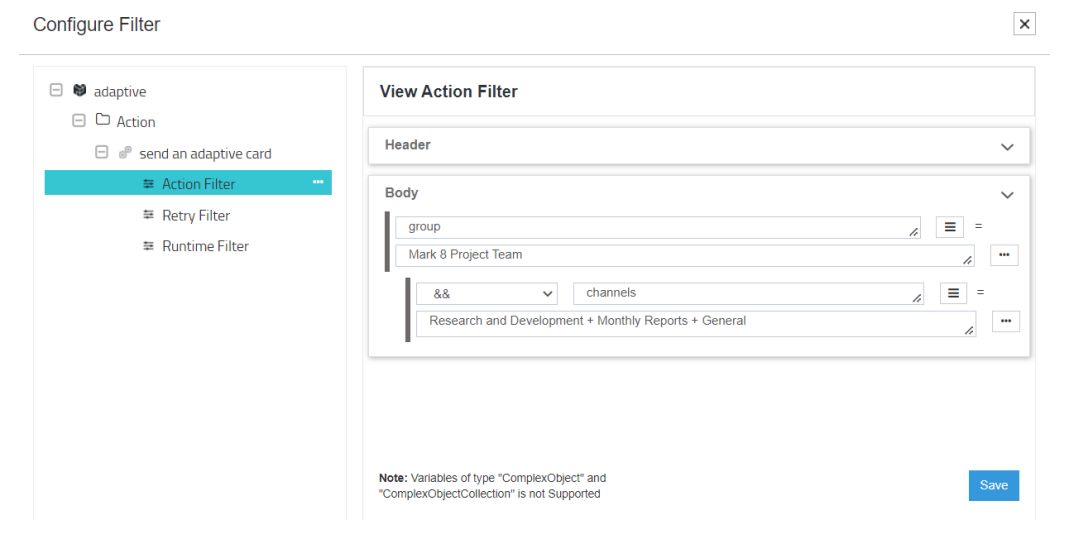 Configure Filter
adaptive
Action
send an adaptive card
Action Filter
Retry Filter
Runtime Filter
View Action Filter
Header
Body
group
=
Mark 8 Project Team
&&
channels
=
Research and Development + Monthly Reports + General
Note: Variables of type "ComplexObject" and
"ComplexObjectCollection" is not Supported
Save